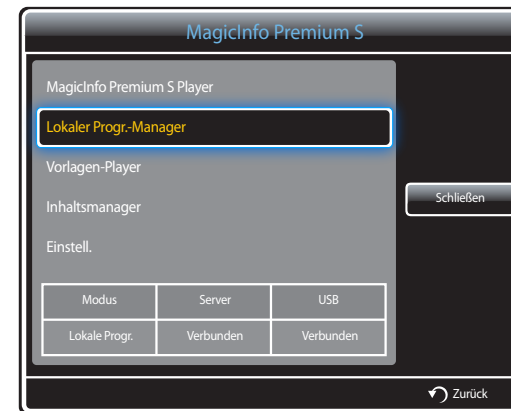 MagicInfo Premium S
MagicInfo Premium S Player
Lokaler Progr.-Manager
Vorlagen-Player
Inhaltsmanager
Einstell.
Schließen
Modus Server USB
Lokale Progr. Verbunden Verbunden
Zurück